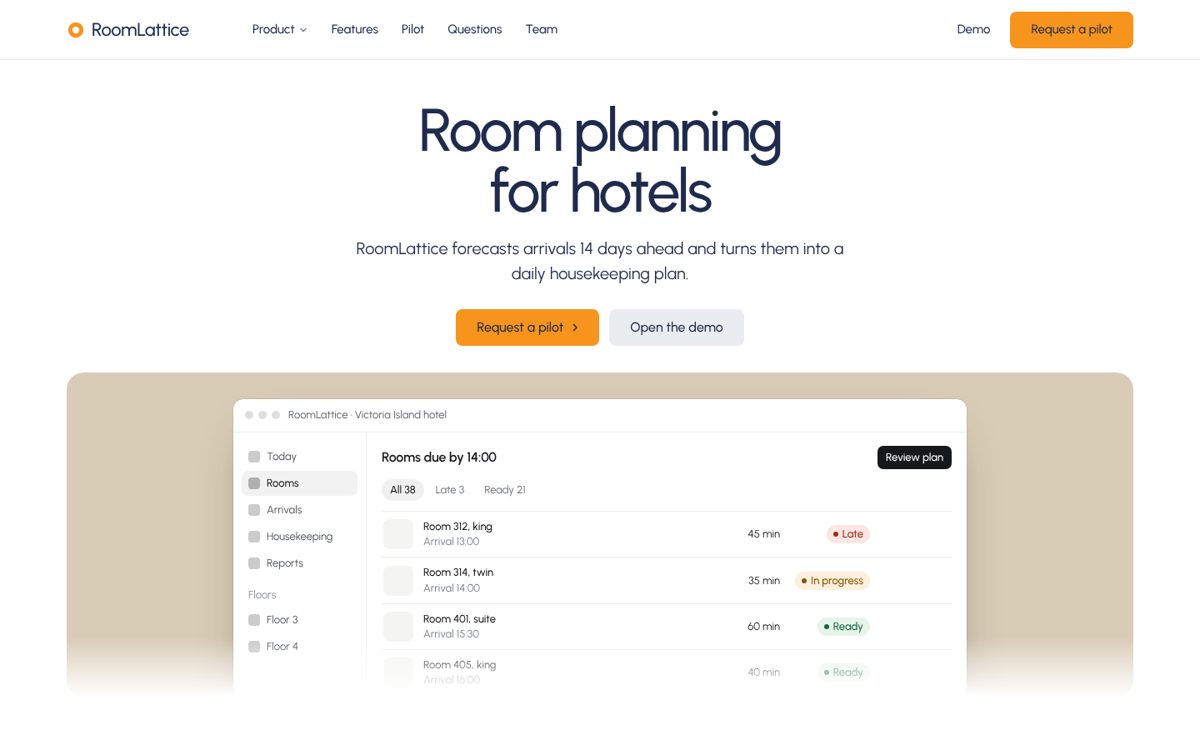 RoomLattice
Product
Features
Pilot
Questions
Team
Demo
Request a pilot
Room planning
for hotels
RoomLattice forecasts arrivals 14 days ahead and turns them into a
daily housekeeping plan.
Request a pilot
Open the demo
RoomLattice · Victoria Island hotel
Today
Rooms
Arrivals
Housekeeping
Reports
Floors
Floor 3
Floor 4
Rooms due by 14:00
Review plan
All 38
Late 3
Ready 21
Room 312, king
Arrival 13:00
45 min
Late
Room 314, twin
Arrival 14:00
35 min
In progress
Room 401, suite
Arrival 15:30
60 min
Ready
Room 405, king
Arrival 16:00
40 min
Ready